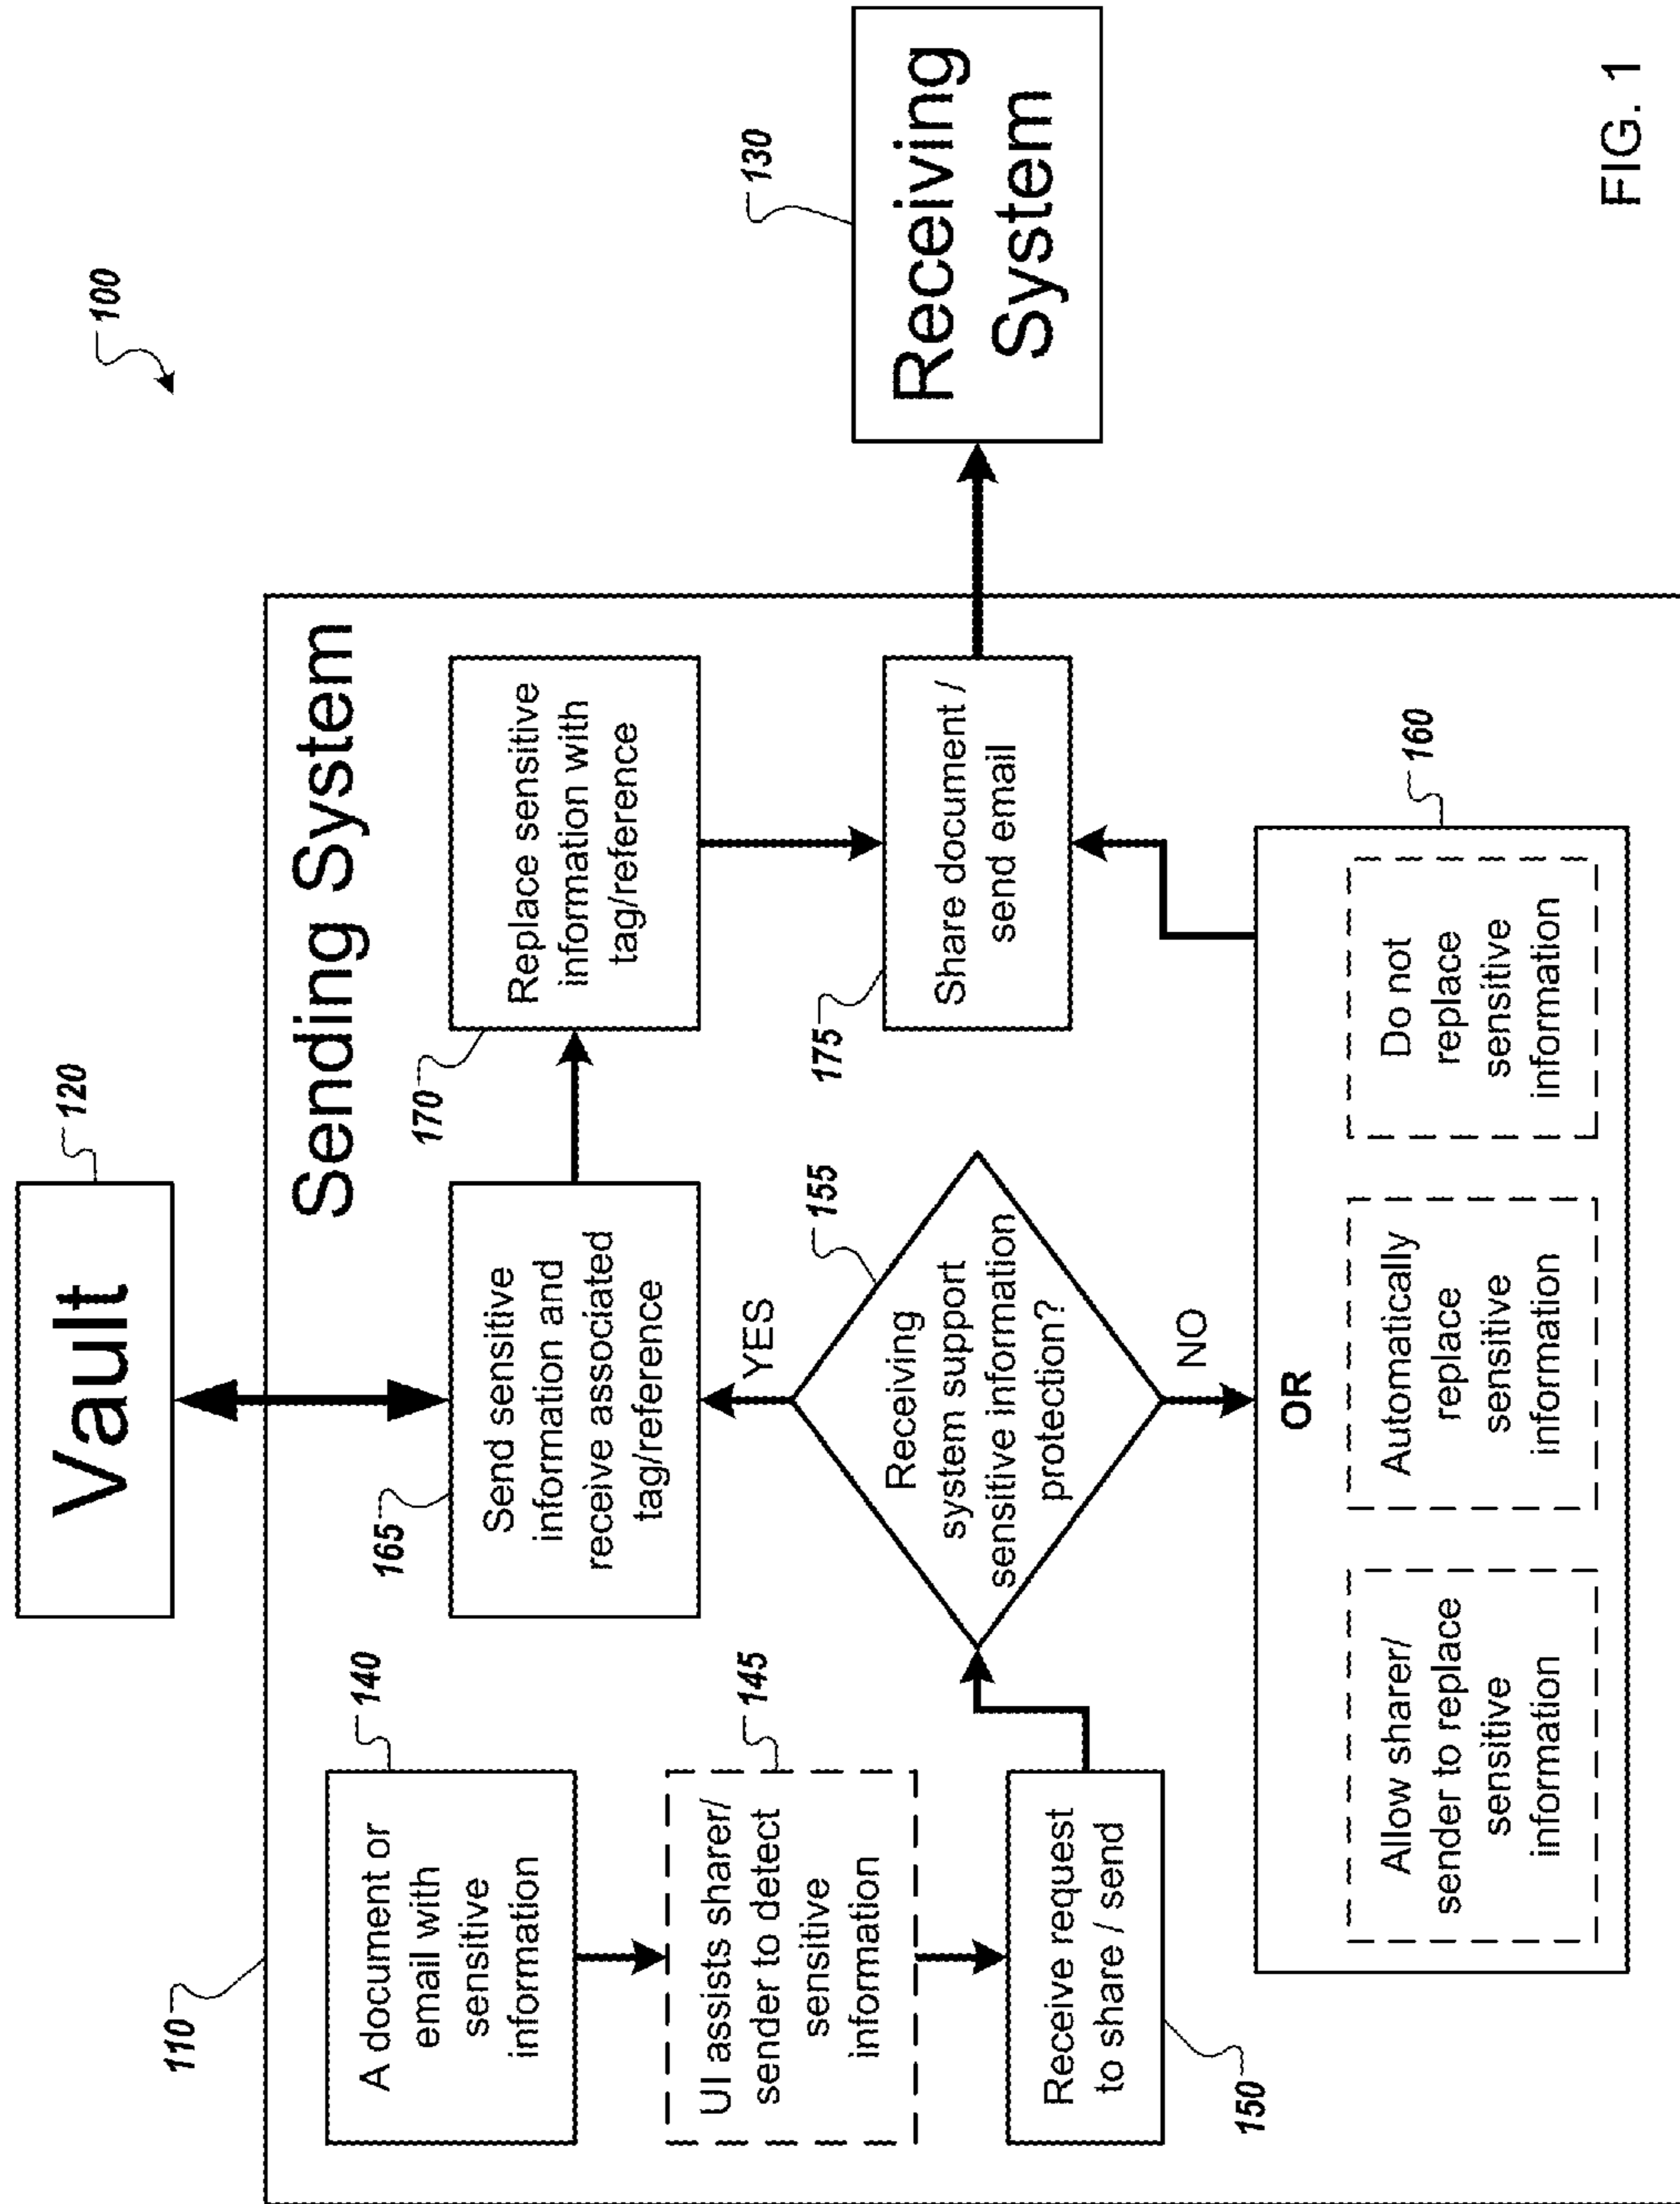 100
Vault
120
110
Sending System
140
A document or
email with
sensitive
information
145
UI assists sharer/
sender to detect
sensitive
information
Receive request
to share / send
150
165
Send sensitive
information and
receive associated
tag/reference
YES
155
Receiving
system support
sensitive information
protection?
NO
170
Replace sensitive
information with
tag/reference
175
Share document /
send email
130
Receiving
System
160
OR
Allow sharer/
sender to replace
sensitive
information
Automatically
replace
sensitive
information
Do not
replace
sensitive
information
FIG. 1